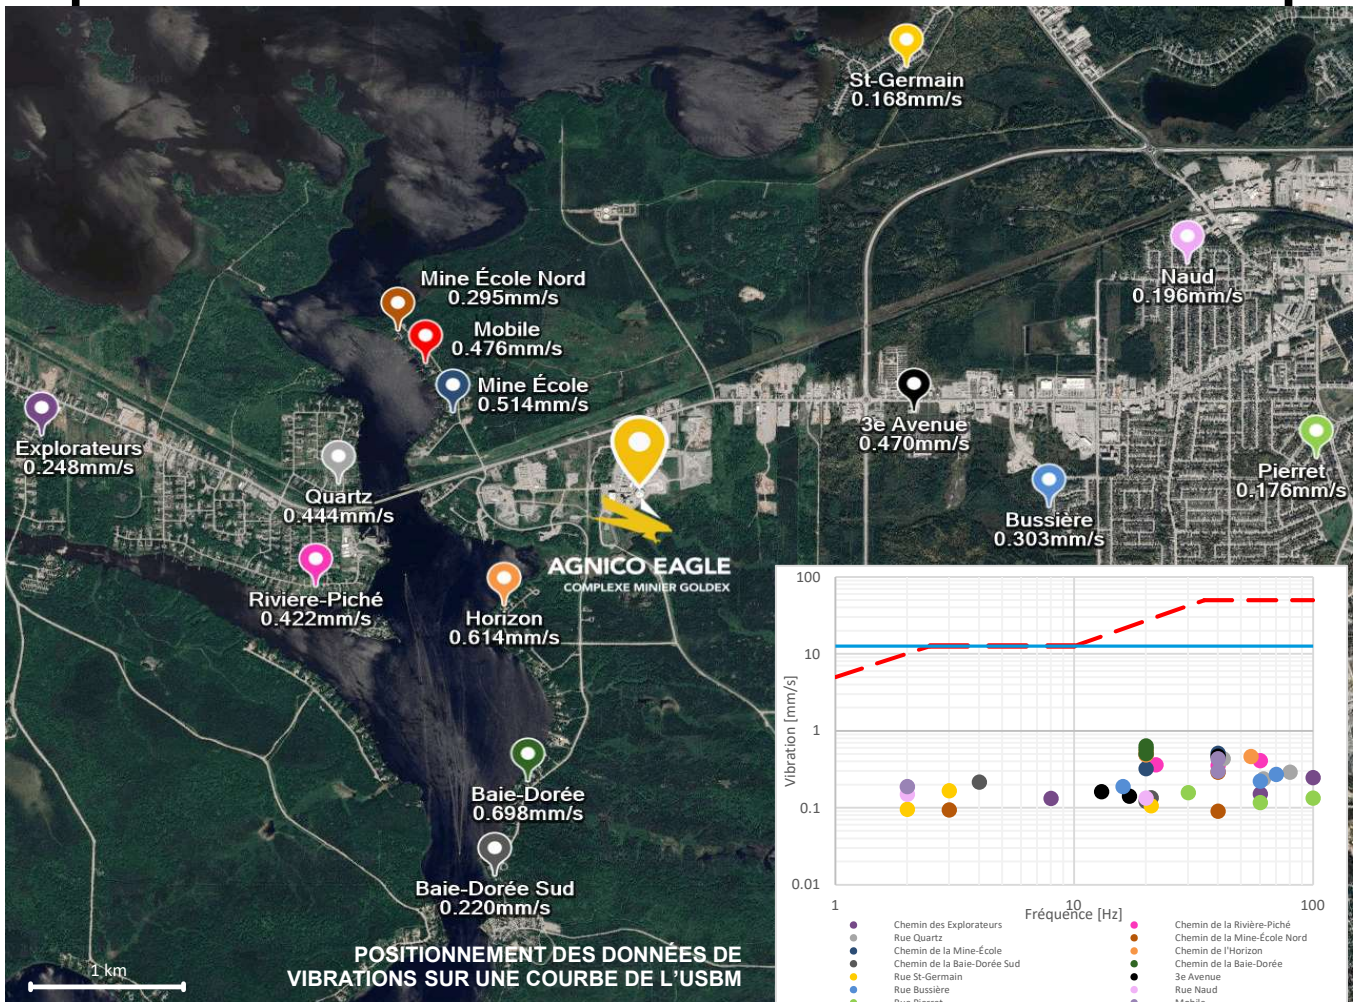 St-Germain
0.168mm/s
Naud
0.196mm/s
Mine École Nord
0.295mm/s
Mobile
0.476mm/s
Mine École
0.514mm/s
3e Avenue
0.470mm/s
Explorateurs
0.248mm/s
Quartz
0.444mm/s
Pierret
0.176mm/s
Bussière
0.303mm/s
AGNICO EAGLE
COMPLEXE MINIER GOLDEX
Rivière-Piché
0.422mm/s
Horizon
0.614mm/s
Baie-Dorée
0.698mm/s
Baie-Dorée Sud
0.220mm/s
POSITIONNEMENT DES DONNÉES DE
VIBRATIONS SUR UNE COURBE DE L'USBM
1 km
Vibration [mm/s]
100
10
1
0.1
0.01
1
10
100
Fréquence [Hz]
Chemin des Explorateurs
Chemin de la Rivière-Piché
Rue Quartz
Chemin de la Mine-École Nord
Chemin de la Mine-École
Chemin de l'Horizon
Chemin de la Baie-Dorée Sud
Chemin de la Baie-Dorée
Rue St-Germain
3e Avenue
Rue Bussière
Rue Naud
Rue Pierret
Mobile